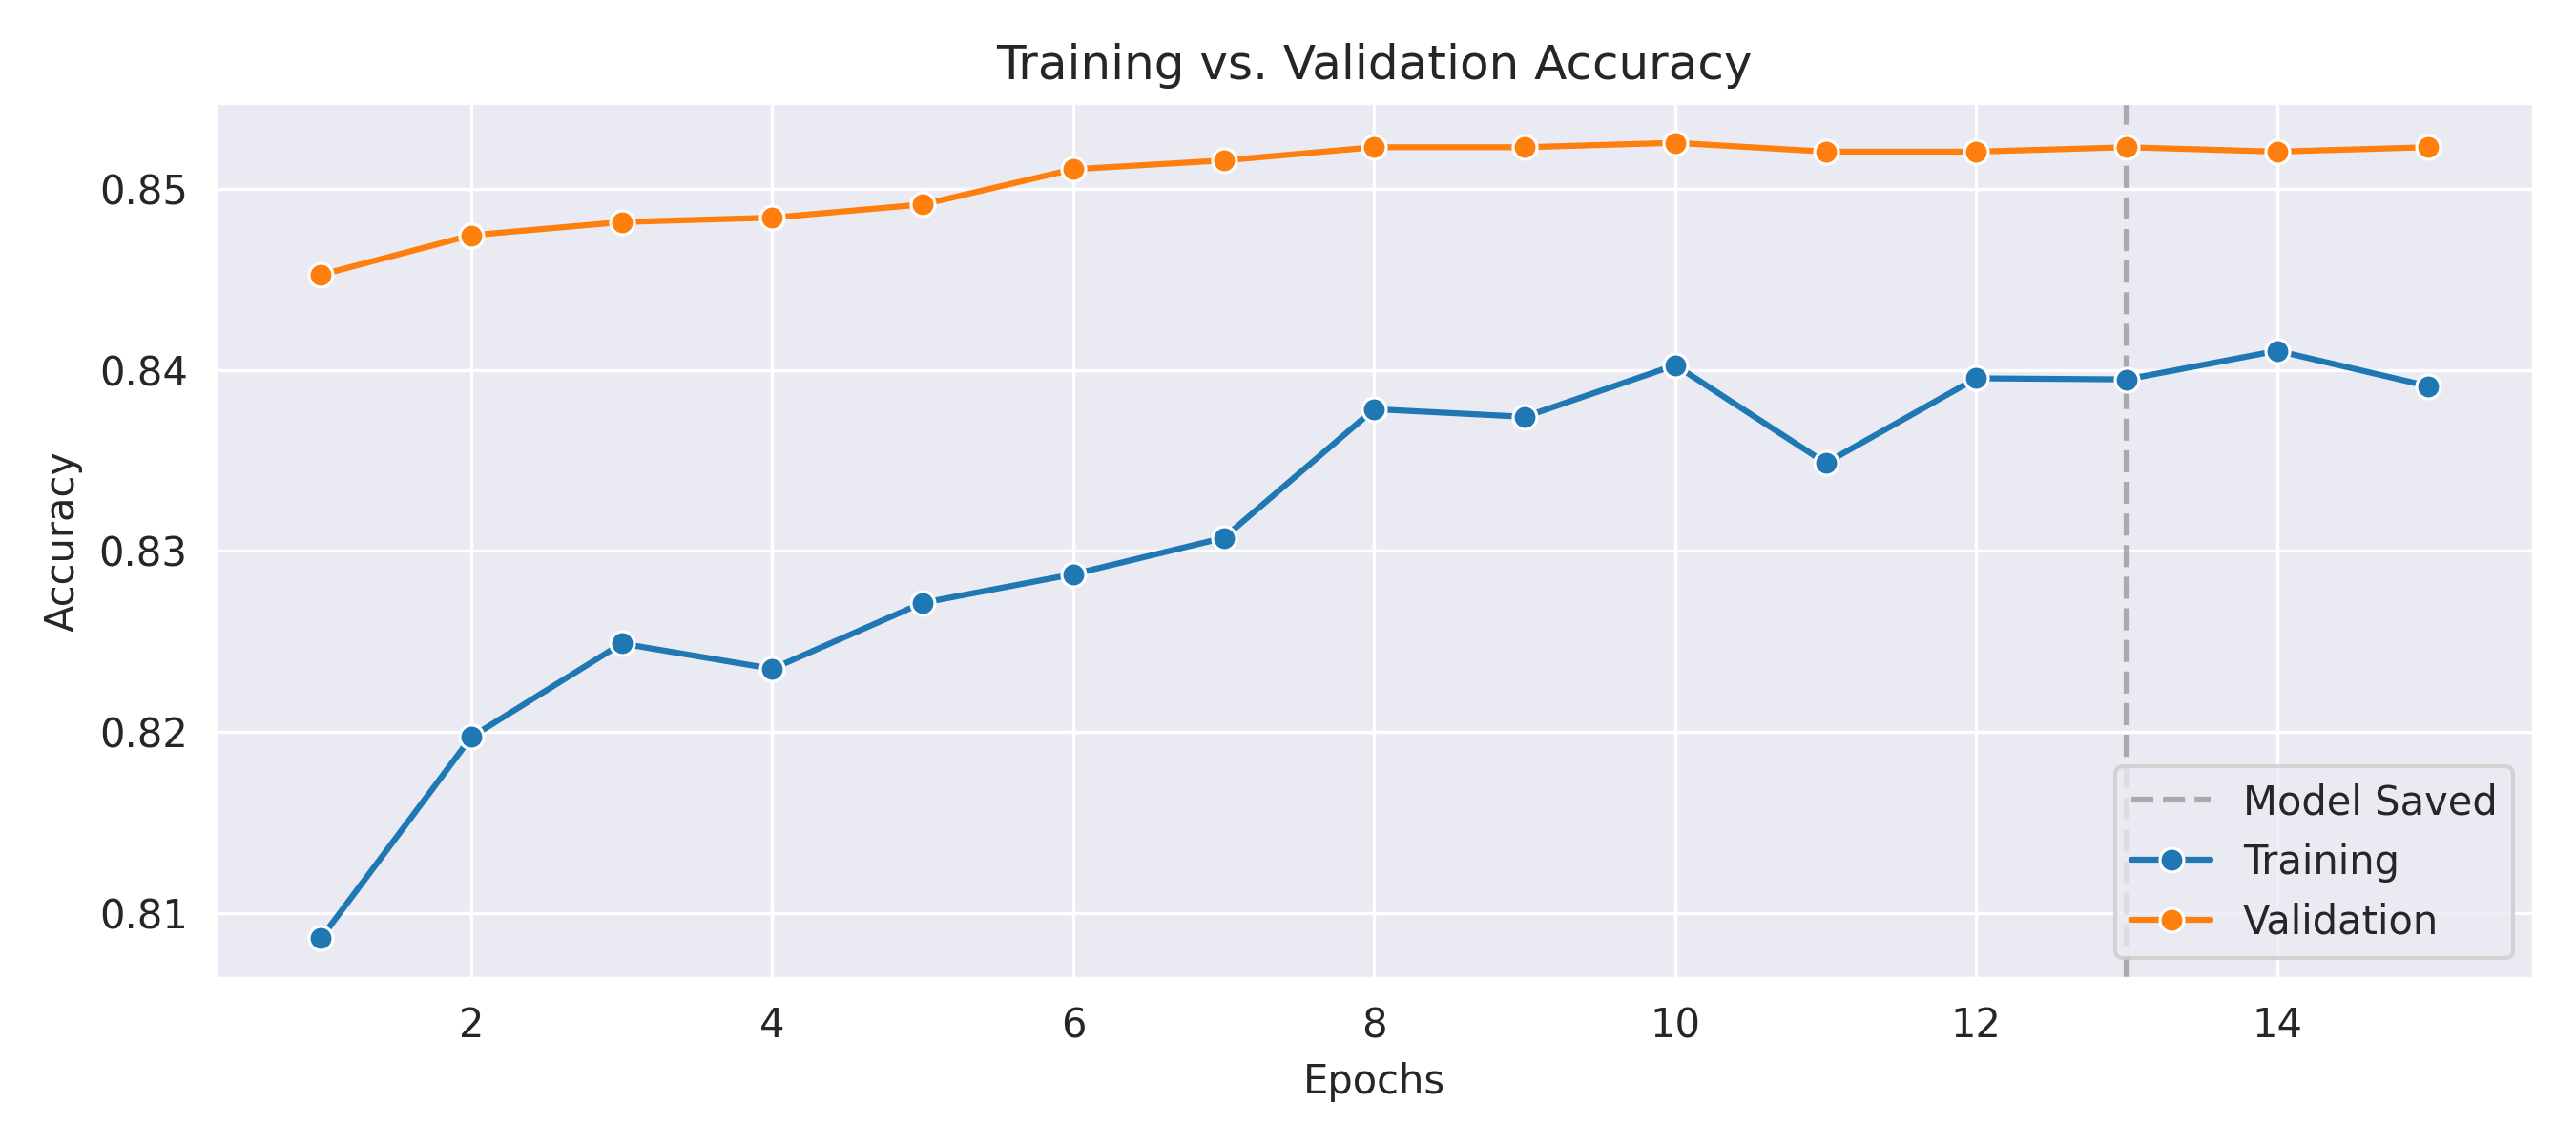 Training vs. Validation Accuracy
Accuracy
0.85
0.84
0.83
0.82
0.81
2 4 6 8 10 12 14
Epochs
Model Saved
Training
Validation